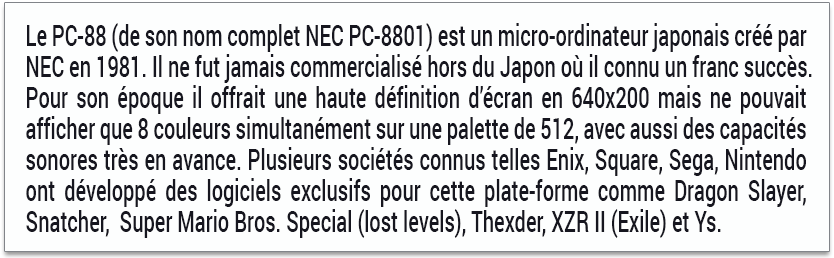 Le PC-88 (de son nom complet NEC PC-8801) est un micro-ordinateur japonais créé par
NEC en 1981. Il ne fut jamais commercialisé hors du Japon où il connu un franc succès.
Pour son époque il offrait une haute définition d'écran en 640x200 mais ne pouvait
afficher que 8 couleurs simultanément sur une palette de 512, avec aussi des capacités
sonores très en avance. Plusieurs sociétés connus telles Enix, Square, Sega, Nintendo
ont développé des logiciels exclusifs pour cette plate-forme comme Dragon Slayer,
Snatcher,  Super Mario Bros. Special (lost levels), Thexder, XZR II (Exile) et Ys.